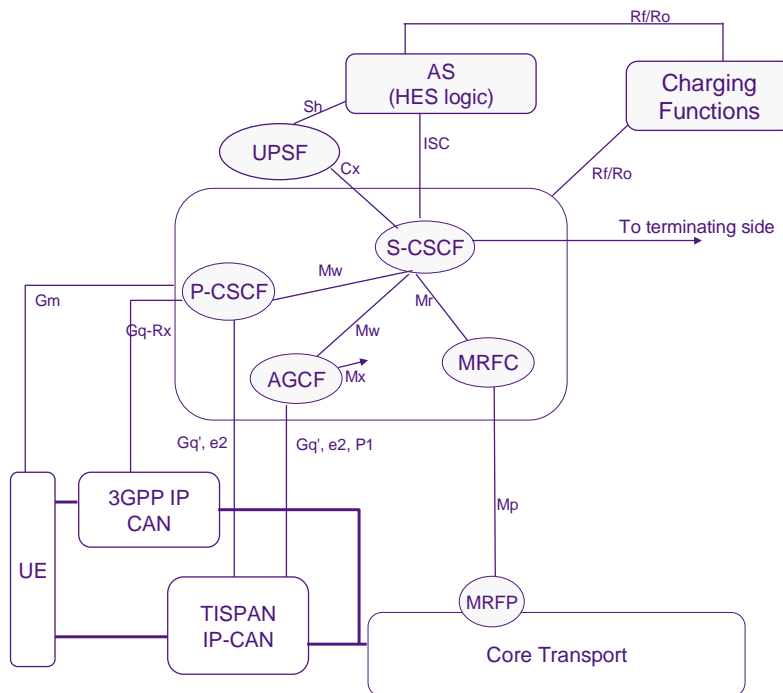 Rf/Ro
AS
(HES logic)
Charging
Functions
Sh
ISC
UPSF
Cx
Rf/Ro
To terminating side
S-CSCF
Mw
P-CSCF
Gm
Mr
Gq-Rx
Mw
MRFC
AGCF
Mx
Gq', e2
Gq', e2, P1
3GPP IP
CAN
Mp
UE
MRFP
TISPAN
IP-CAN
Core Transport